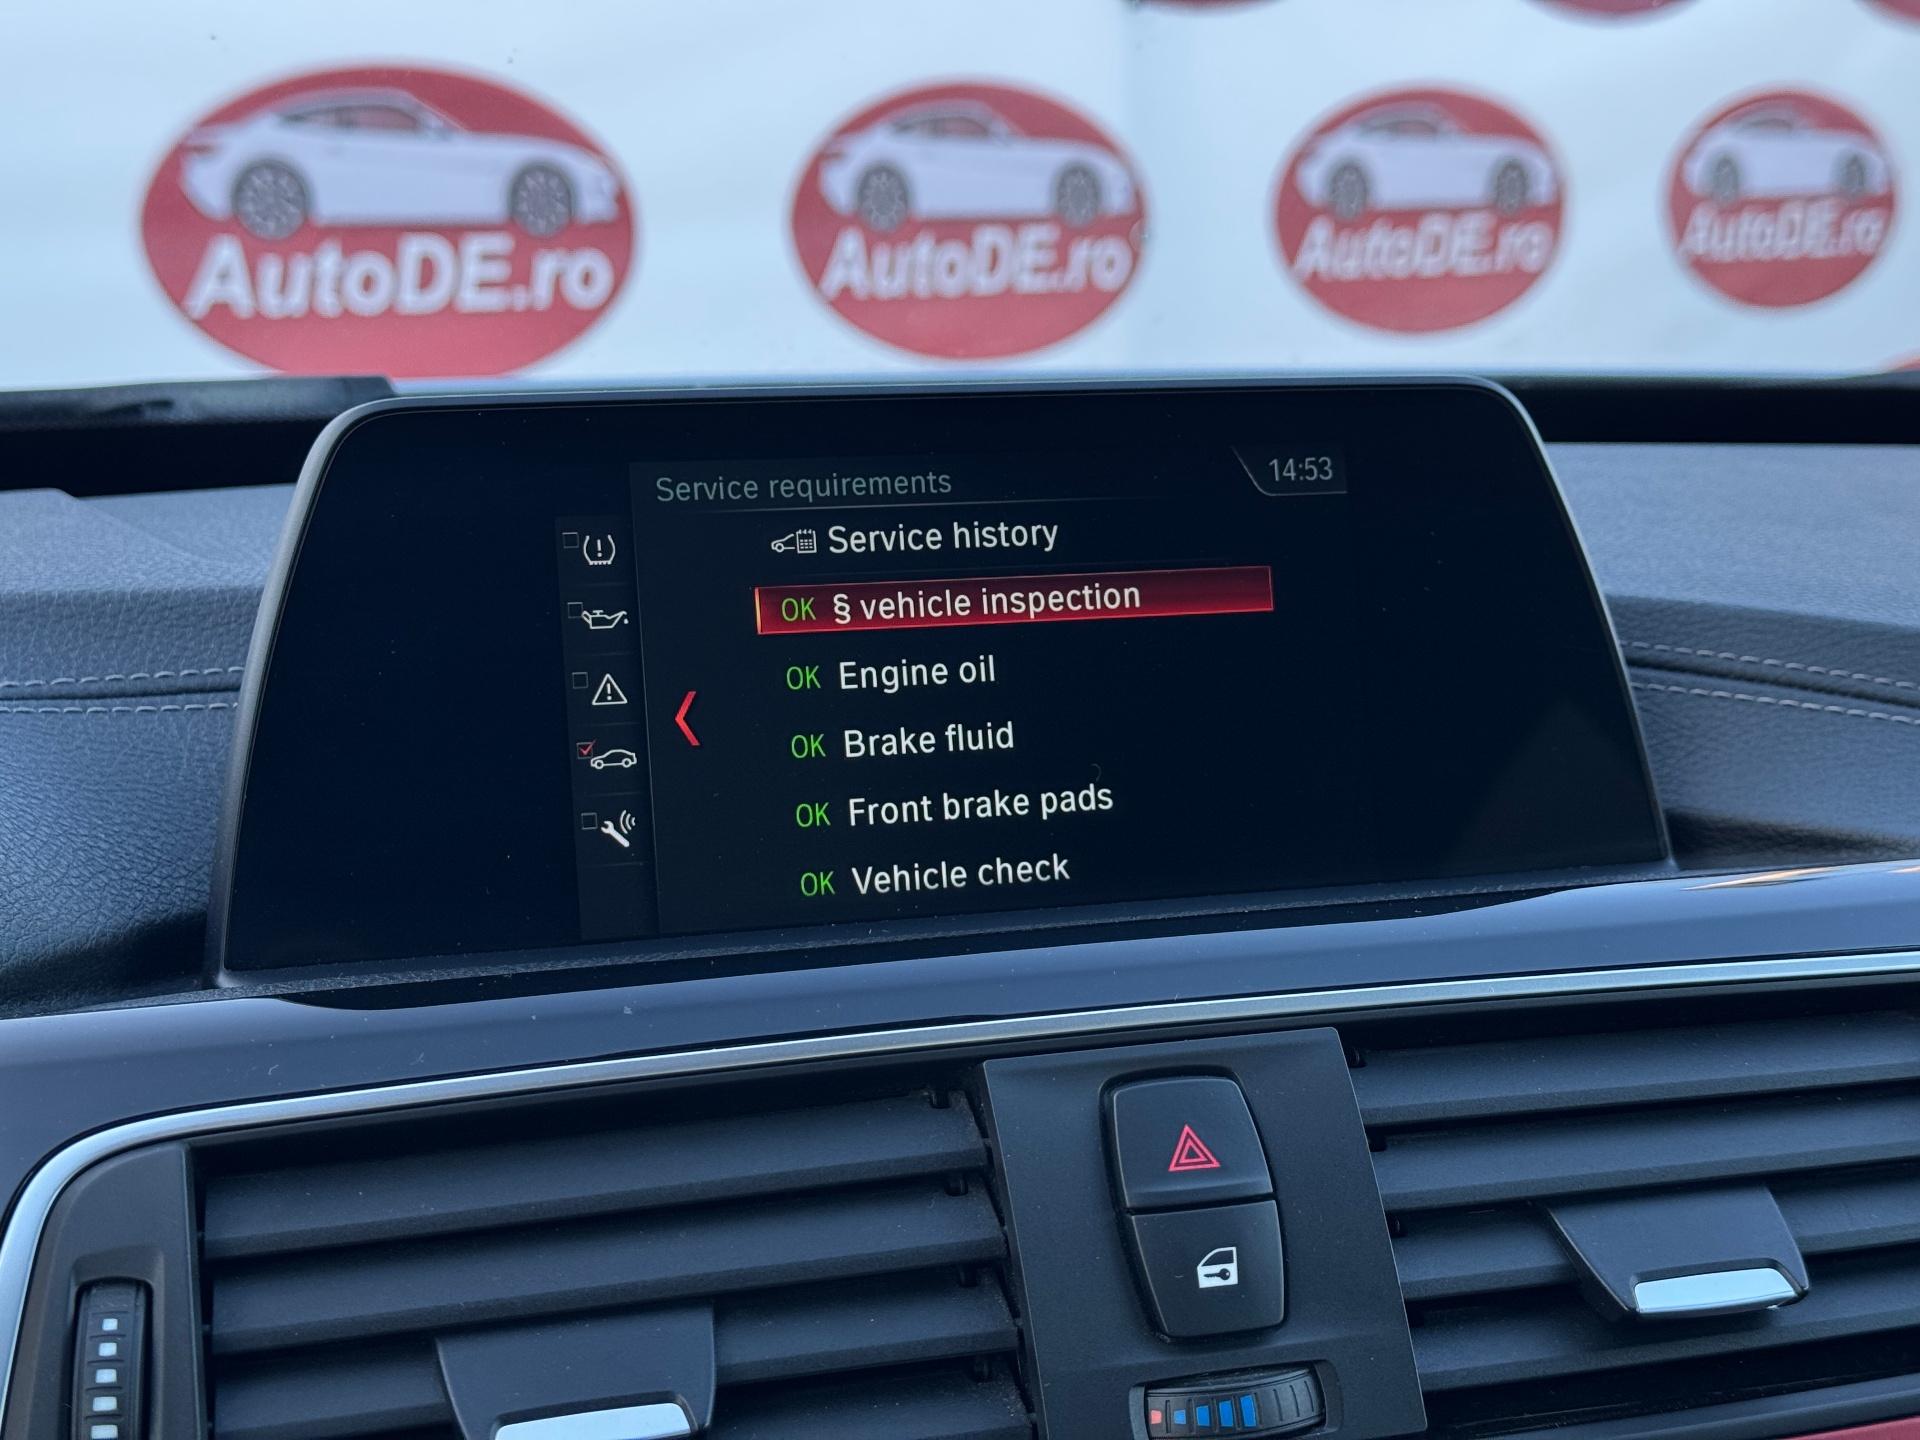 AutoDE.ro
AutoDE.ro
AutoDE.ro
AutoDE.ro
Service requirements
14:53
Service history
OK § vehicle inspection
OK Engine oil
OK Brake fluid
OK Front brake pads
OK Vehicle check